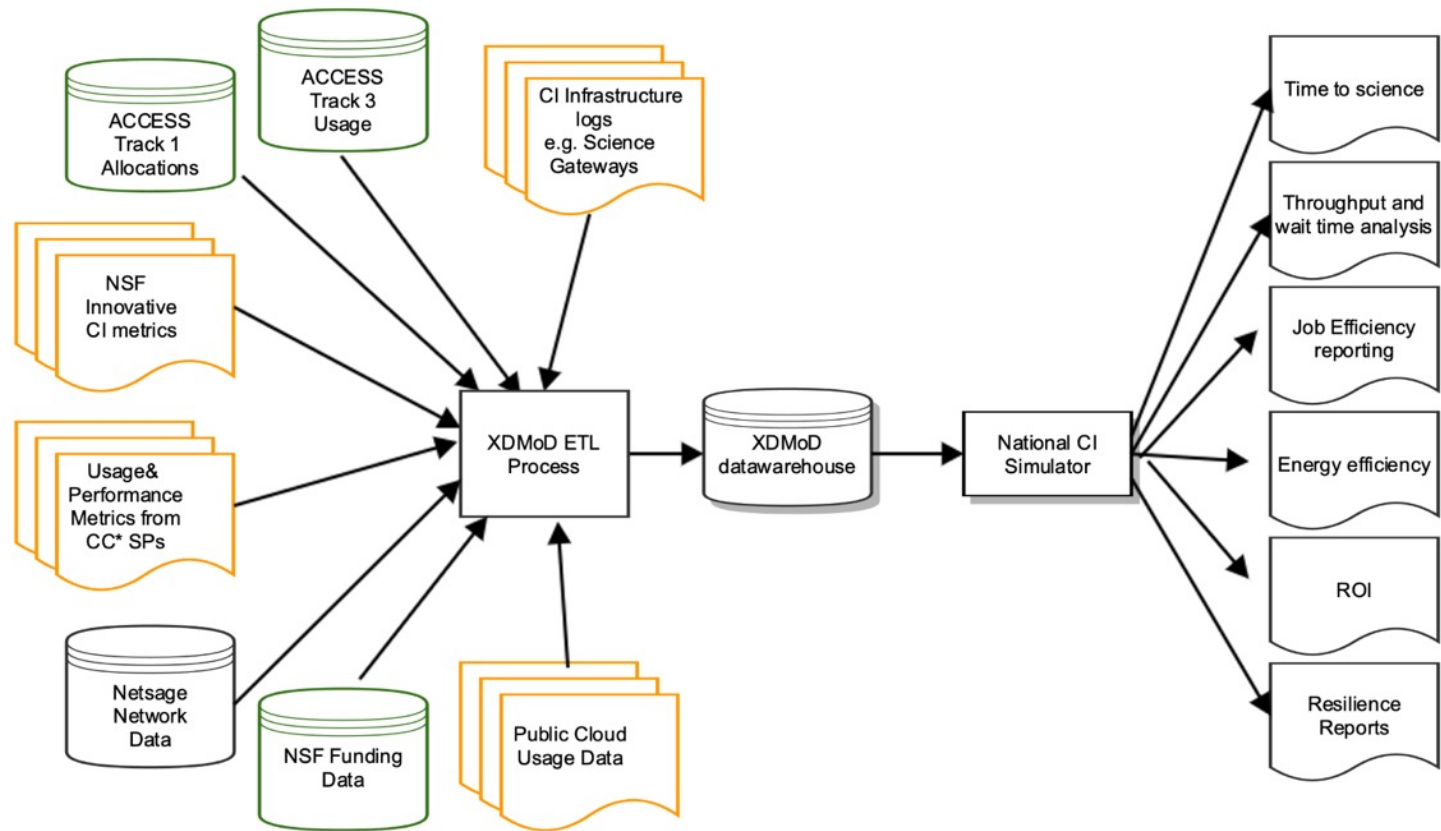 ACCESS
Track 1
Allocations
ACCESS
Track 3
Usage
CI Infrastructure
logs
e.g. Science
Gateways
NSF
Innovative
CI metrics
Usage&
Performance
Metrics from
CC* SPs
Netsage
Network
Data
NSF Funding
Data
Public Cloud
Usage Data
XDMoD ETL
Process
XDMoD
datawarehouse
National CI
Simulator
Time to science
Throughput and
wait time analysis
Job Efficiency
reporting
Energy efficiency
ROI
Resilience
Reports